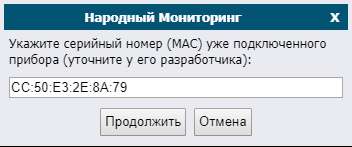 Народный Мониторинг X
Укажите серийный номер (MAC) уже подключенного
прибора (уточните у его разработчика):
CC:50:E3:2E:8A:79
Продолжить Отмена